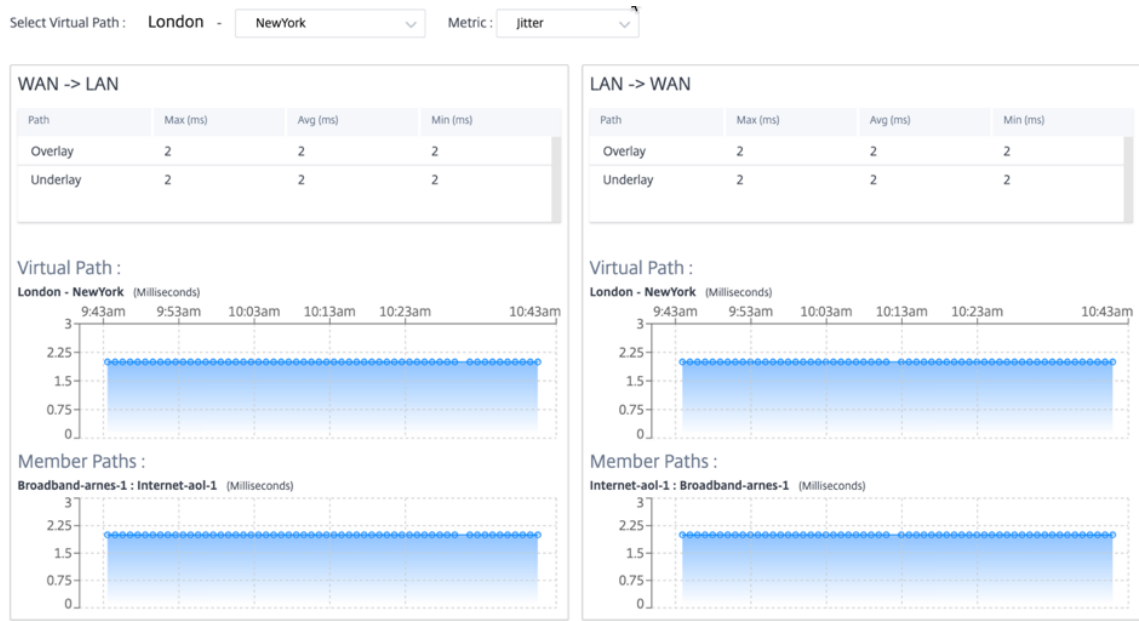 Select Virtual Path : London - NewYork Metric : Jitter
WAN -> LAN
Path Max (ms) Avg (ms) Min (ms)
Overlay 2 2 2
Underlay 2 2 2
Virtual Path :
London - NewYork (Milliseconds)
9:43am 9:53am 10:03am 10:13am 10:23am 10:43am
3
2.25
1.5
0.75
0
Member Paths :
Broadband-arnes-1 : Internet-aol-1 (Milliseconds)
3
2.25
1.5
0.75
0
LAN -> WAN
Path Max (ms) Avg (ms) Min (ms)
Overlay 2 2 2
Underlay 2 2 2
Virtual Path :
London - NewYork (Milliseconds)
9:43am 9:53am 10:03am 10:13am 10:23am 10:43am
3
2.25
1.5
0.75
0
Member Paths :
Internet-aol-1 : Broadband-arnes-1 (Milliseconds)
3
2.25
1.5
0.75
0